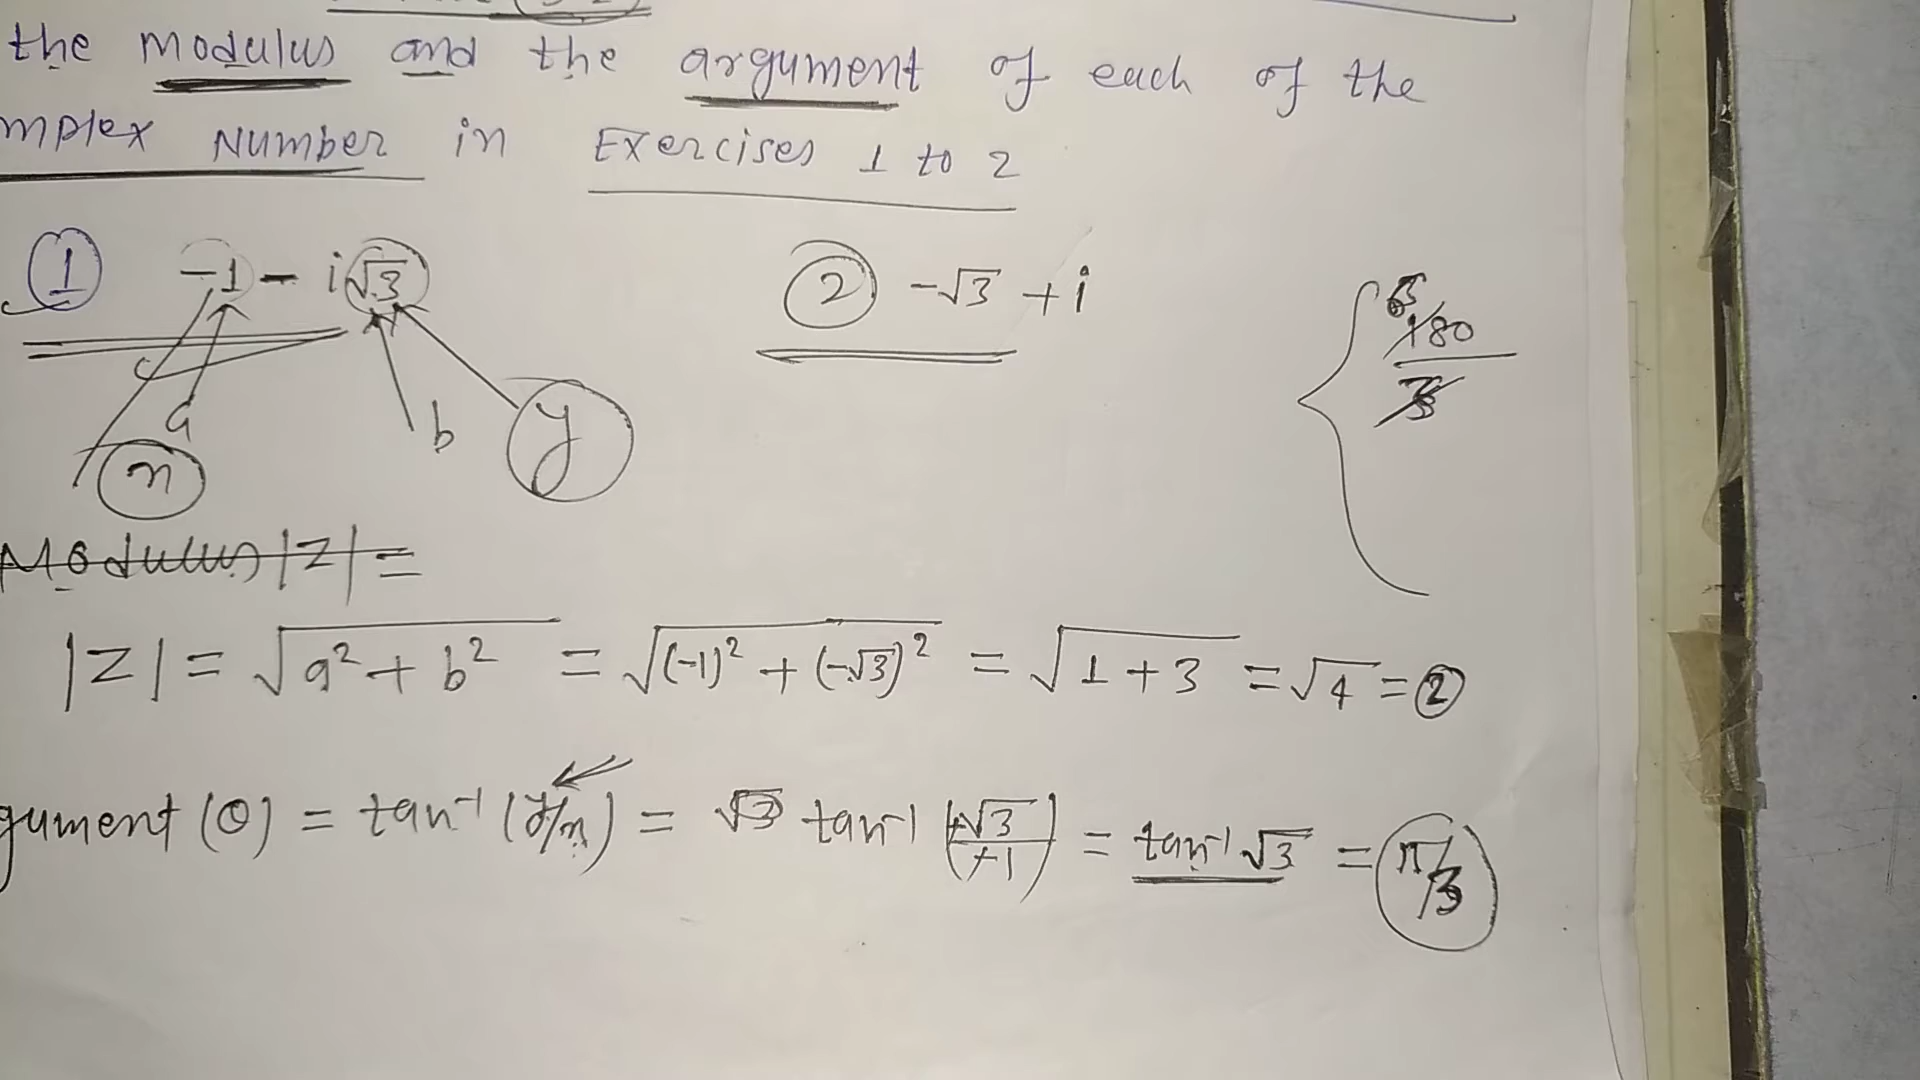 the modulus and the argument of each of the
mplex Number in Exercises 1 to 2
1 -1 - i√3
2 -√3 + i
180
a b y
n
Modulus |z| =
|z| = √a² + b² = √(-1)² + (-√3)² = √1 + 3 = √4 = 2
gument (θ) = tan⁻¹ (y/n) = √3 tan⁻¹ (+√3/+1) = tan⁻¹ √3 = π/3